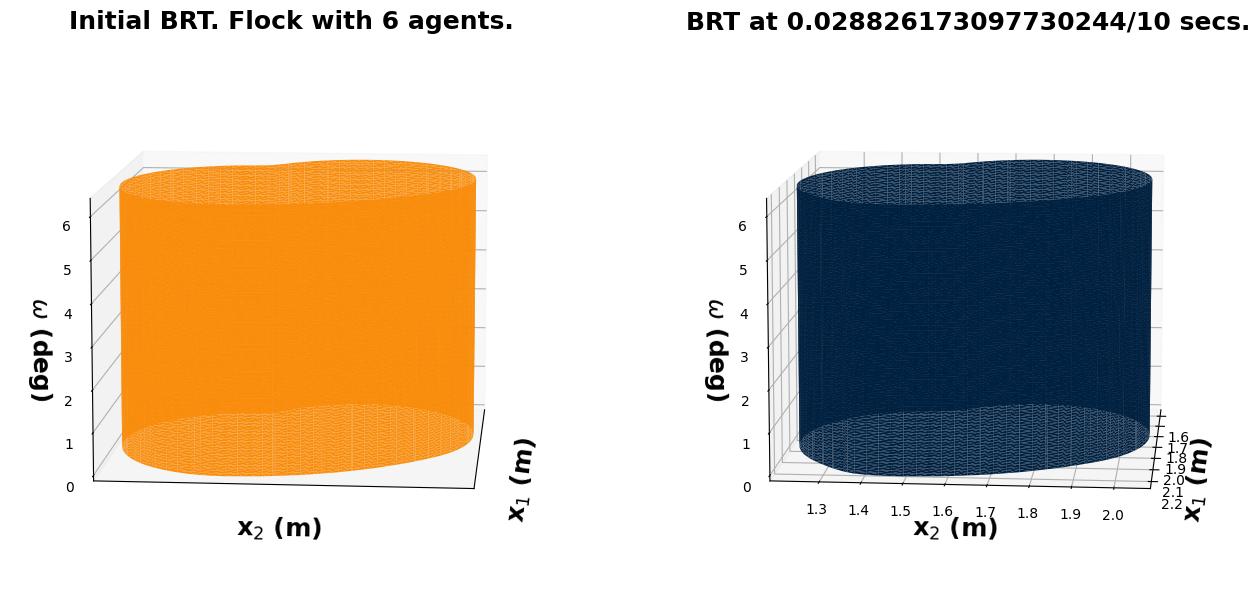 Initial BRT. Flock with 6 agents.
6
5
4
3
2
1
0
ω (deg)
x₂ (m)
x₁ (m)
BRT at 0.028826173097730244/10 secs.
6
5
4
3
2
1
0
ω (deg)
1.3 1.4 1.5 1.6 1.7 1.8 1.9 2.0
x₂ (m)
1.6
1.7
1.8
1.9
2.0
2.1
2.2
x₁ (m)